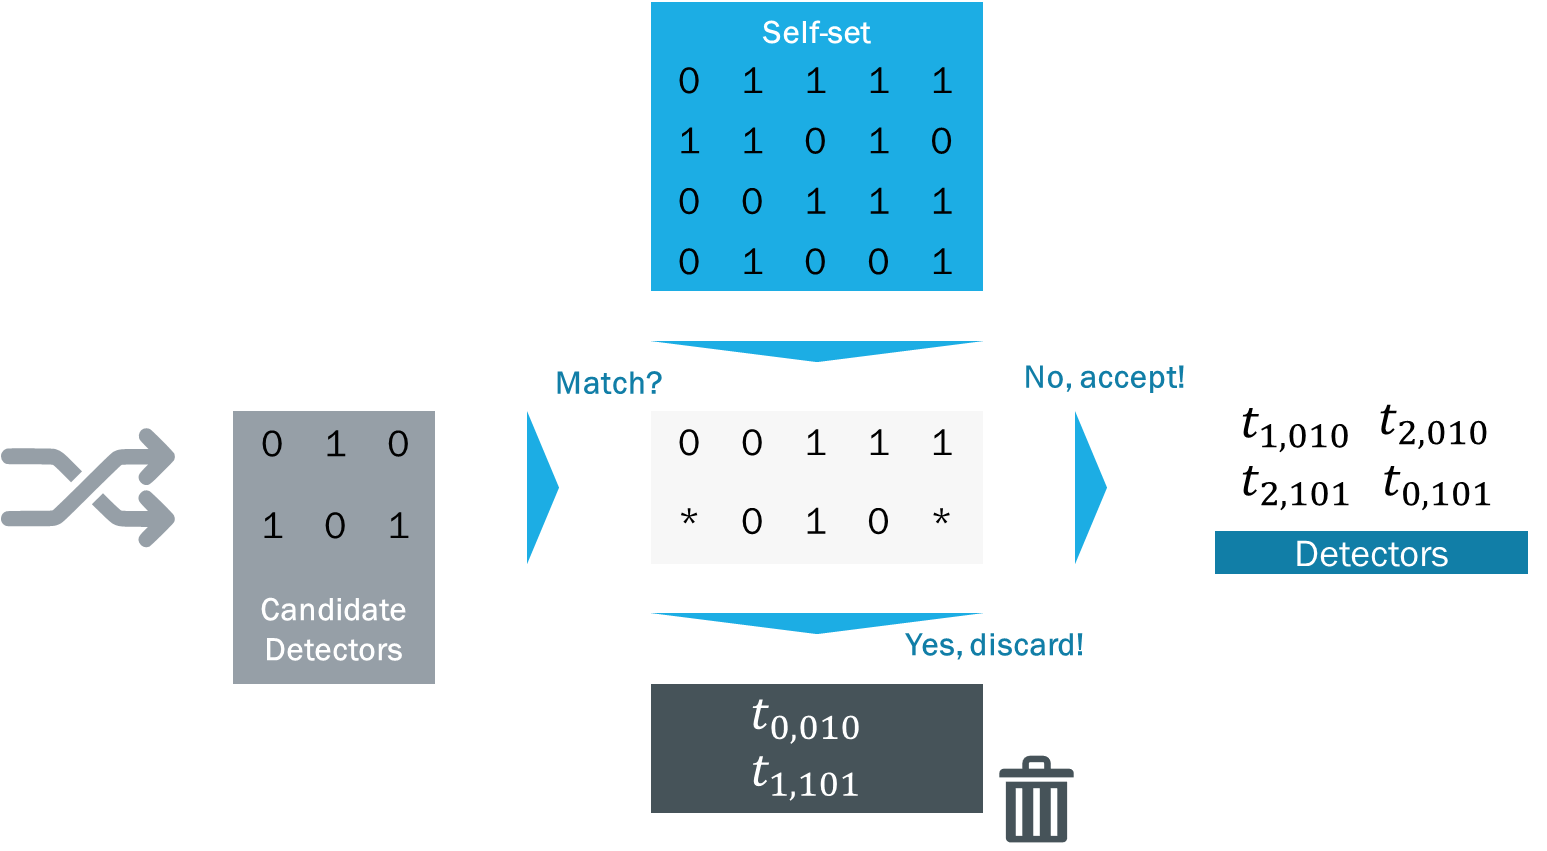 Self-set
0 1 1 1 1
1 1 0 1 0
0 0 1 1 1
0 1 0 0 1
Match?
No, accept!
0 1 0
1 0 1
Candidate
Detectors
0 0 1 1 1
* 0 1 0 *
t1,010 t2,010
t2,101 t0,101
Detectors
Yes, discard!
t0,010
t1,101